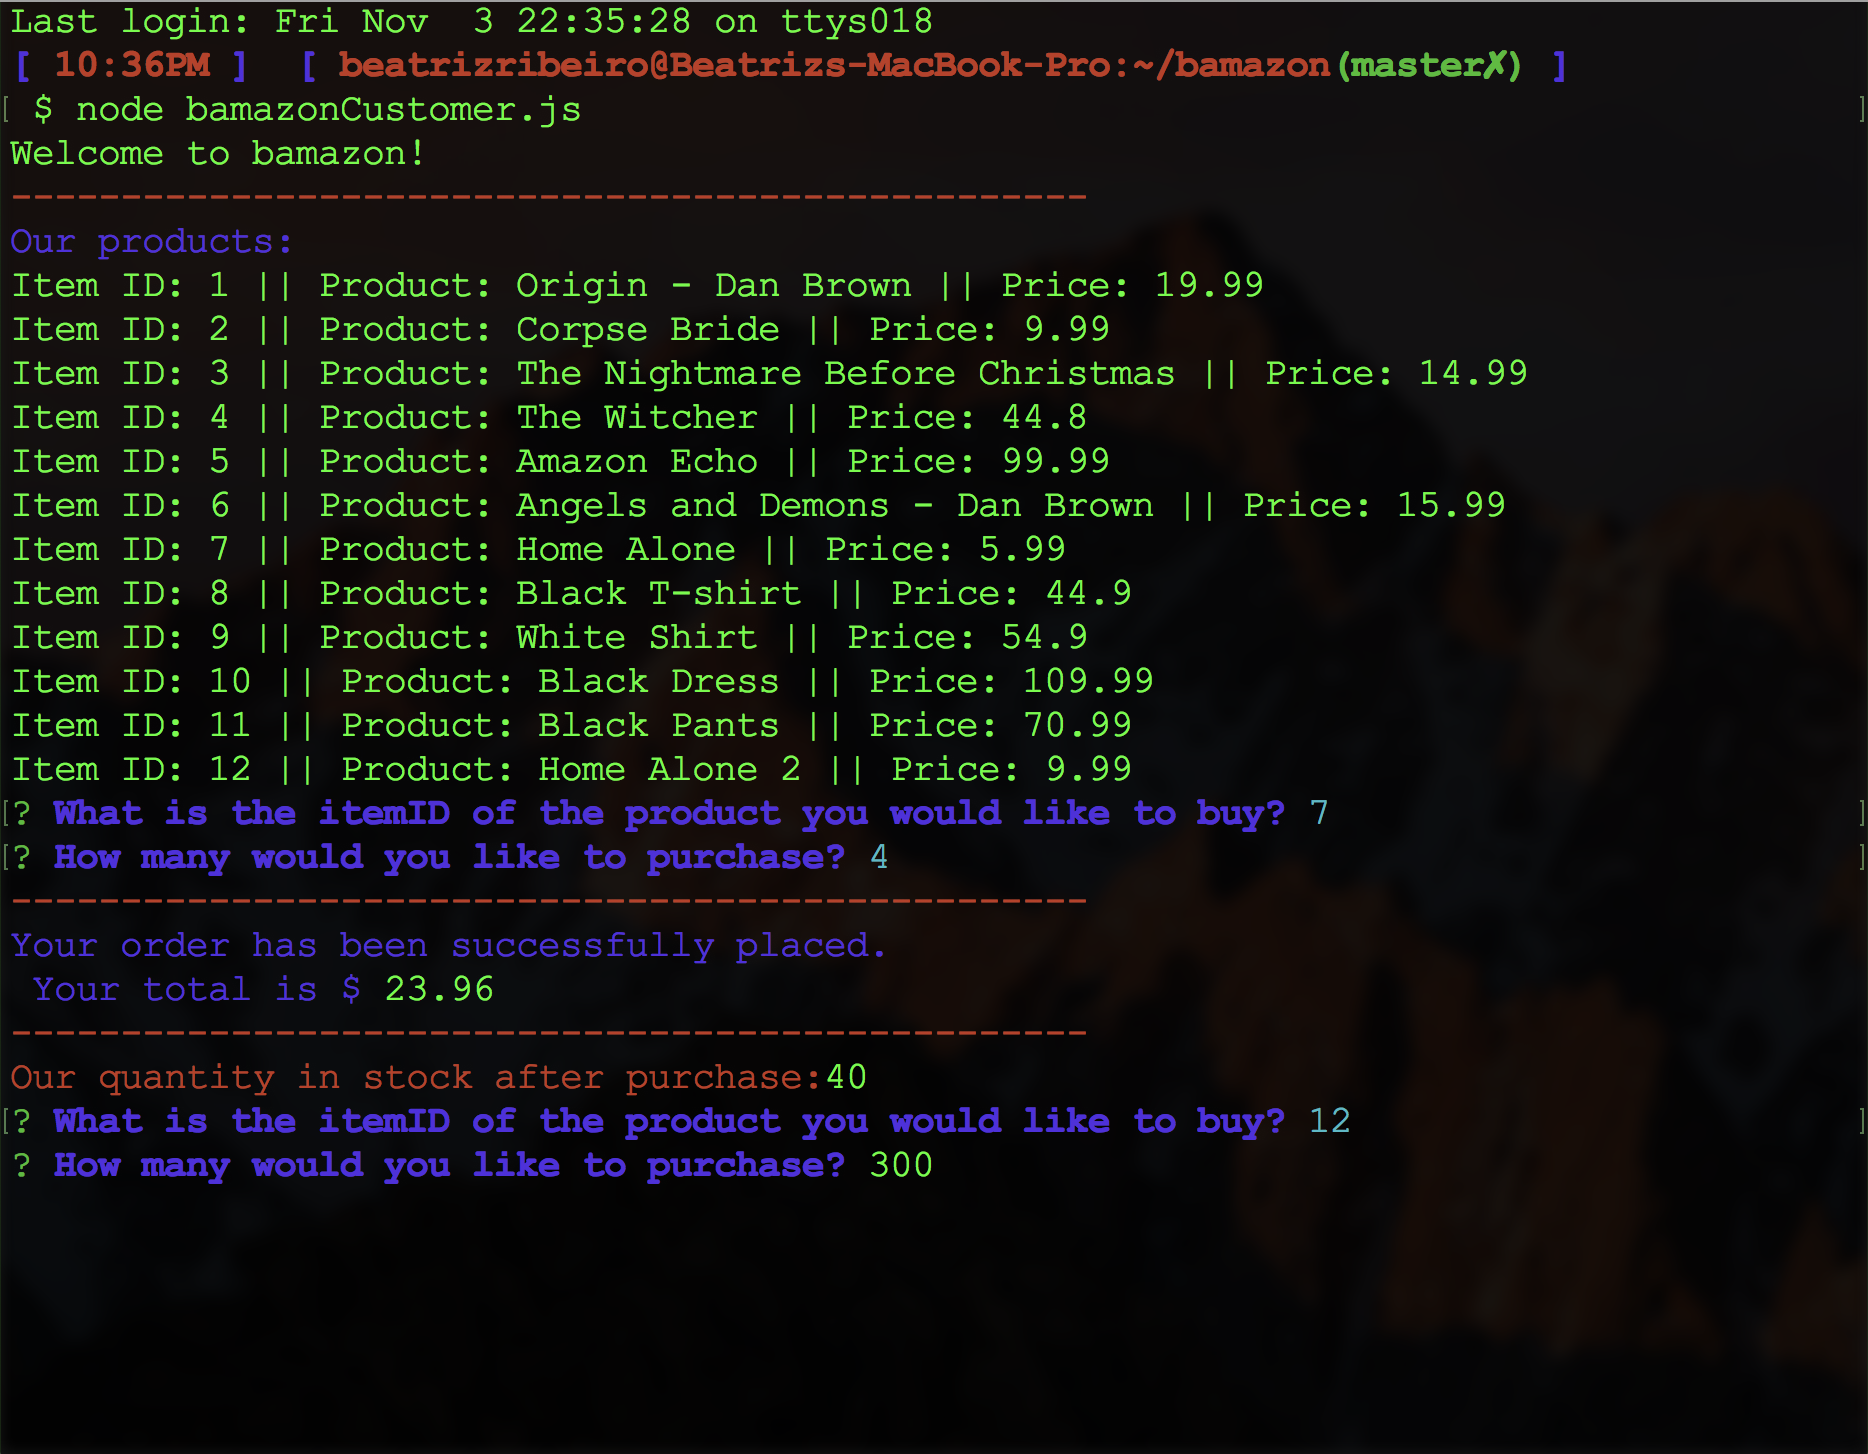 Last login: Fri Nov  3 22:35:28 on ttys018
[ 10:36PM ]  [ beatrizribeiro@Beatrizs-MacBook-Pro:~/bamazon(master✗) ]
[ $ node bamazonCustomer.js ]
Welcome to bamazon!
-------------------------------------------------
Our products:
Item ID: 1 || Product: Origin - Dan Brown || Price: 19.99
Item ID: 2 || Product: Corpse Bride || Price: 9.99
Item ID: 3 || Product: The Nightmare Before Christmas || Price: 14.99
Item ID: 4 || Product: The Witcher || Price: 44.8
Item ID: 5 || Product: Amazon Echo || Price: 99.99
Item ID: 6 || Product: Angels and Demons - Dan Brown || Price: 15.99
Item ID: 7 || Product: Home Alone || Price: 5.99
Item ID: 8 || Product: Black T-shirt || Price: 44.9
Item ID: 9 || Product: White Shirt || Price: 54.9
Item ID: 10 || Product: Black Dress || Price: 109.99
Item ID: 11 || Product: Black Pants || Price: 70.99
Item ID: 12 || Product: Home Alone 2 || Price: 9.99
[? What is the itemID of the product you would like to buy? 7 ]
[? How many would you like to purchase? 4 ]
-------------------------------------------------
Your order has been successfully placed.
 Your total is $ 23.96
-------------------------------------------------
Our quantity in stock after purchase:40
[? What is the itemID of the product you would like to buy? 12 ]
? How many would you like to purchase? 300